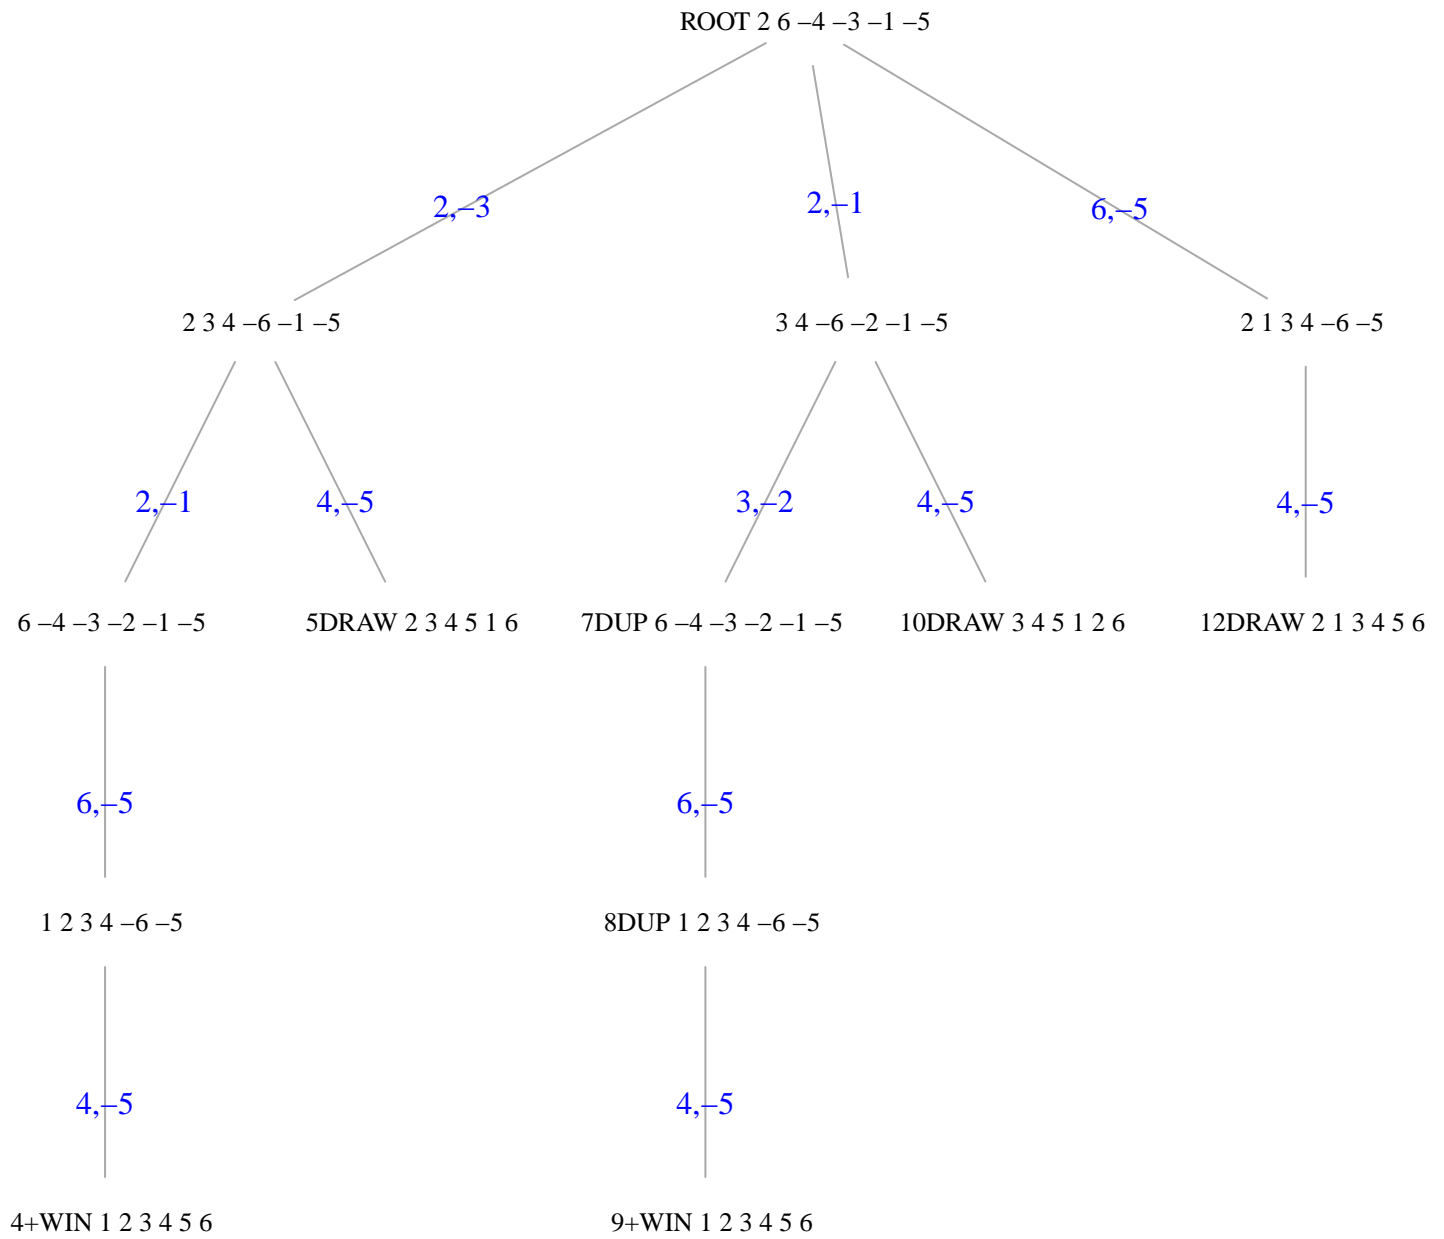 ROOT 2 6 –4 –3 –1 –5
2,–3
2,–1
6,–5
2 3 4 –6 –1 –5
3 4 –6 –2 –1 –5
2 1 3 4 –6 –5
2,–1
4,–5
3,–2
4,–5
4,–5
6 –4 –3 –2 –1 –5
5DRAW 2 3 4 5 1 6
7DUP 6 –4 –3 –2 –1 –5
10DRAW 3 4 5 1 2 6
12DRAW 2 1 3 4 5 6
6,–5
6,–5
1 2 3 4 –6 –5
8DUP 1 2 3 4 –6 –5
4,–5
4,–5
4+WIN 1 2 3 4 5 6
9+WIN 1 2 3 4 5 6